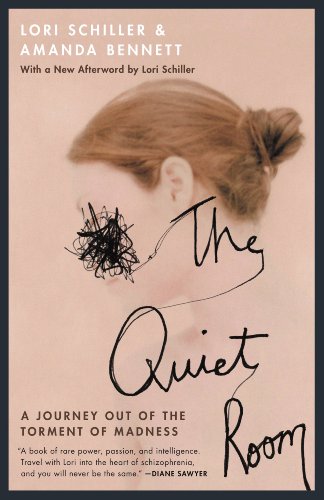 LORI SCHILLER &
AMANDA BENNETT
With a New Afterword by Lori Schiller
The
Quiet
Room
A JOURNEY OUT OF THE
TORMENT OF MADNESS
"A book of rare power, passion, and intelligence.
Travel with Lori into the heart of schizophrenia,
and you will never be the same." —DIANE SAWYER